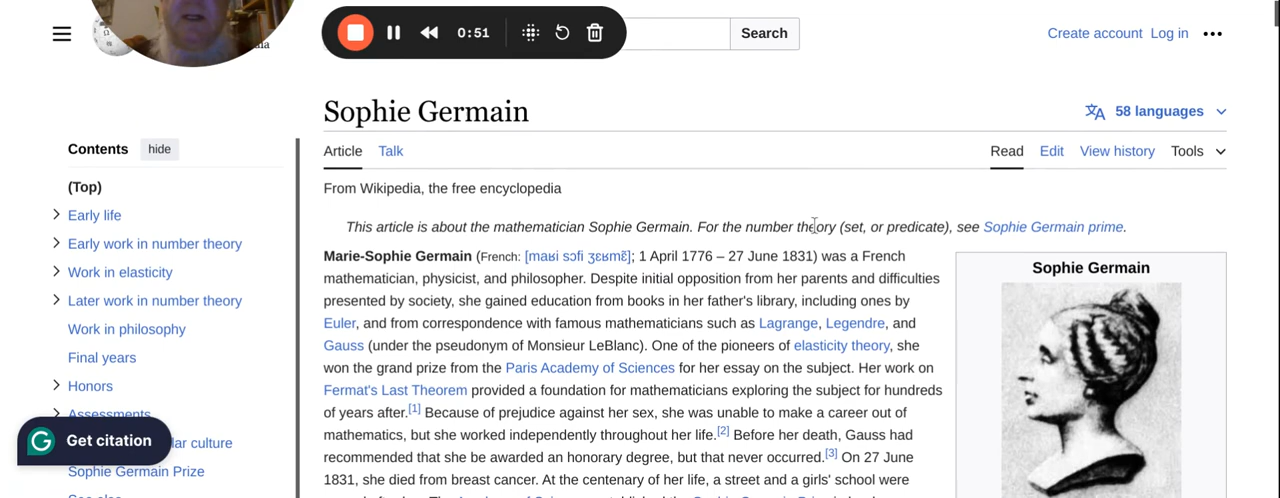 0:51
Search
Create account Log in
Sophie Germain
58 languages
Contents hide
Article Talk
Read Edit View history Tools
(Top)
From Wikipedia, the free encyclopedia
Early life
This article is about the mathematician Sophie Germain. For the number theory (set, or predicate), see Sophie Germain prime.
Early work in number theory
Work in elasticity
Later work in number theory
Work in philosophy
Final years
Honors
Assessments
lar culture
Sophie Germain Prize
Get citation
Marie-Sophie Germain (French: [maʁi sɔfi ʒɛʁmɛ̃]; 1 April 1776 – 27 June 1831) was a French
mathematician, physicist, and philosopher. Despite initial opposition from her parents and difficulties
presented by society, she gained education from books in her father's library, including ones by
Euler, and from correspondence with famous mathematicians such as Lagrange, Legendre, and
Gauss (under the pseudonym of Monsieur LeBlanc). One of the pioneers of elasticity theory, she
won the grand prize from the Paris Academy of Sciences for her essay on the subject. Her work on
Fermat's Last Theorem provided a foundation for mathematicians exploring the subject for hundreds
of years after.[1] Because of prejudice against her sex, she was unable to make a career out of
mathematics, but she worked independently throughout her life.[2] Before her death, Gauss had
recommended that she be awarded an honorary degree, but that never occurred.[3] On 27 June
1831, she died from breast cancer. At the centenary of her life, a street and a girls' school were
Sophie Germain